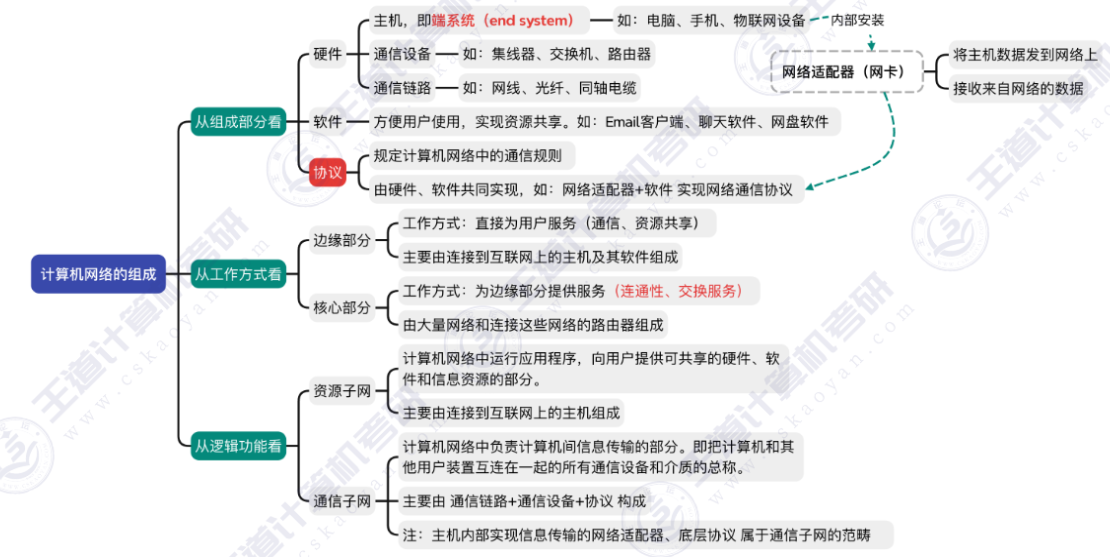 计算机网络的组成
从组成部分看
硬件
主机，即端系统（end system）
如：电脑、手机、物联网设备
内部安装
网络适配器（网卡）
将主机数据发到网络上
接收来自网络的数据
通信设备
如：集线器、交换机、路由器
通信链路
如：网线、光纤、同轴电缆
软件
方便用户使用，实现资源共享。如：Email客户端、聊天软件、网盘软件
协议
规定计算机网络中的通信规则
由硬件、软件共同实现，如：网络适配器+软件 实现网络通信协议
从工作方式看
边缘部分
工作方式：直接为用户服务（通信、资源共享）
主要由连接到互联网上的主机及其软件组成
核心部分
工作方式：为边缘部分提供服务（连通性、交换服务）
由大量网络和连接这些网络的路由器组成
从逻辑功能看
资源子网
计算机网络中运行应用程序，向用户提供可共享的硬件、软
件和信息资源的部分。
主要由连接到互联网上的主机组成
通信子网
计算机网络中负责计算机间信息传输的部分。即把计算机和其
他用户装置互连在一起的所有通信设备和介质的总称。
主要由 通信链路+通信设备+协议 构成
注：主机内部实现信息传输的网络适配器、底层协议 属于通信子网的范畴
王道计算机考研
www.cskaoyan.com